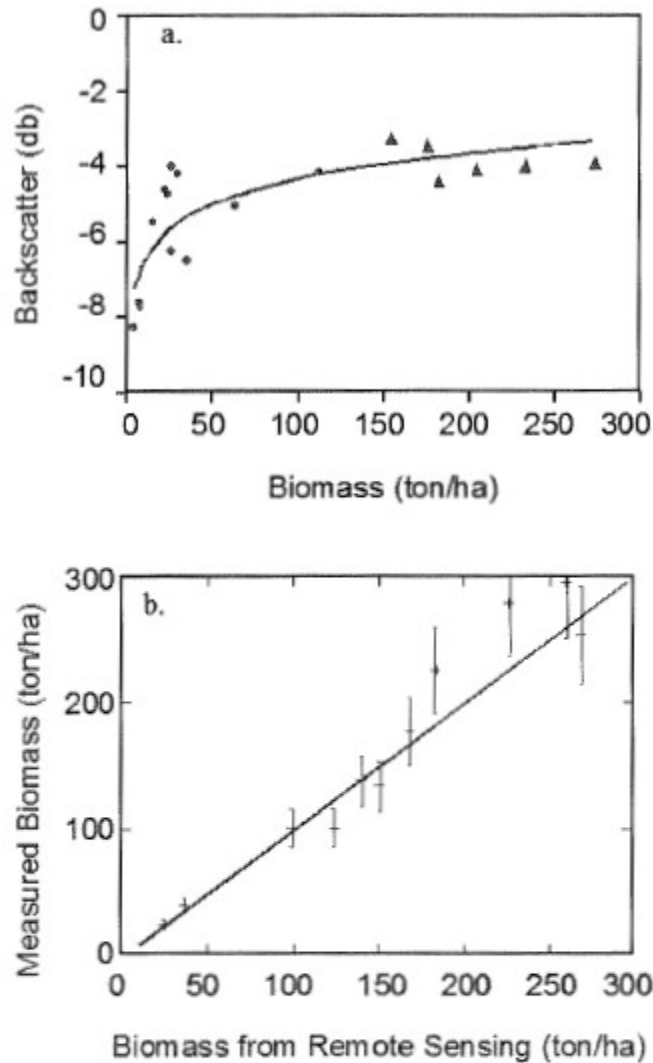 a.
0
-2
-4
-6
-8
-10
Backscatter (db)
0 50 100 150 200 250 300
Biomass (ton/ha)
b.
300
200
100
0
Measured Biomass (ton/ha)
0 50 100 150 200 250 300
Biomass from Remote Sensing (ton/ha)